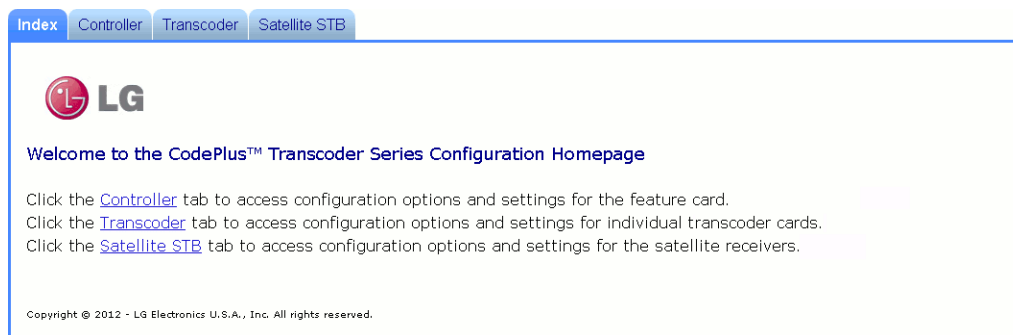 Index Controller Transcoder Satellite STB
LG
Welcome to the CodePlus™ Transcoder Series Configuration Homepage
Click the Controller tab to access configuration options and settings for the feature card.
Click the Transcoder tab to access configuration options and settings for individual transcoder cards.
Click the Satellite STB tab to access configuration options and settings for the satellite receivers.
Copyright © 2012 - LG Electronics U.S.A., Inc. All rights reserved.